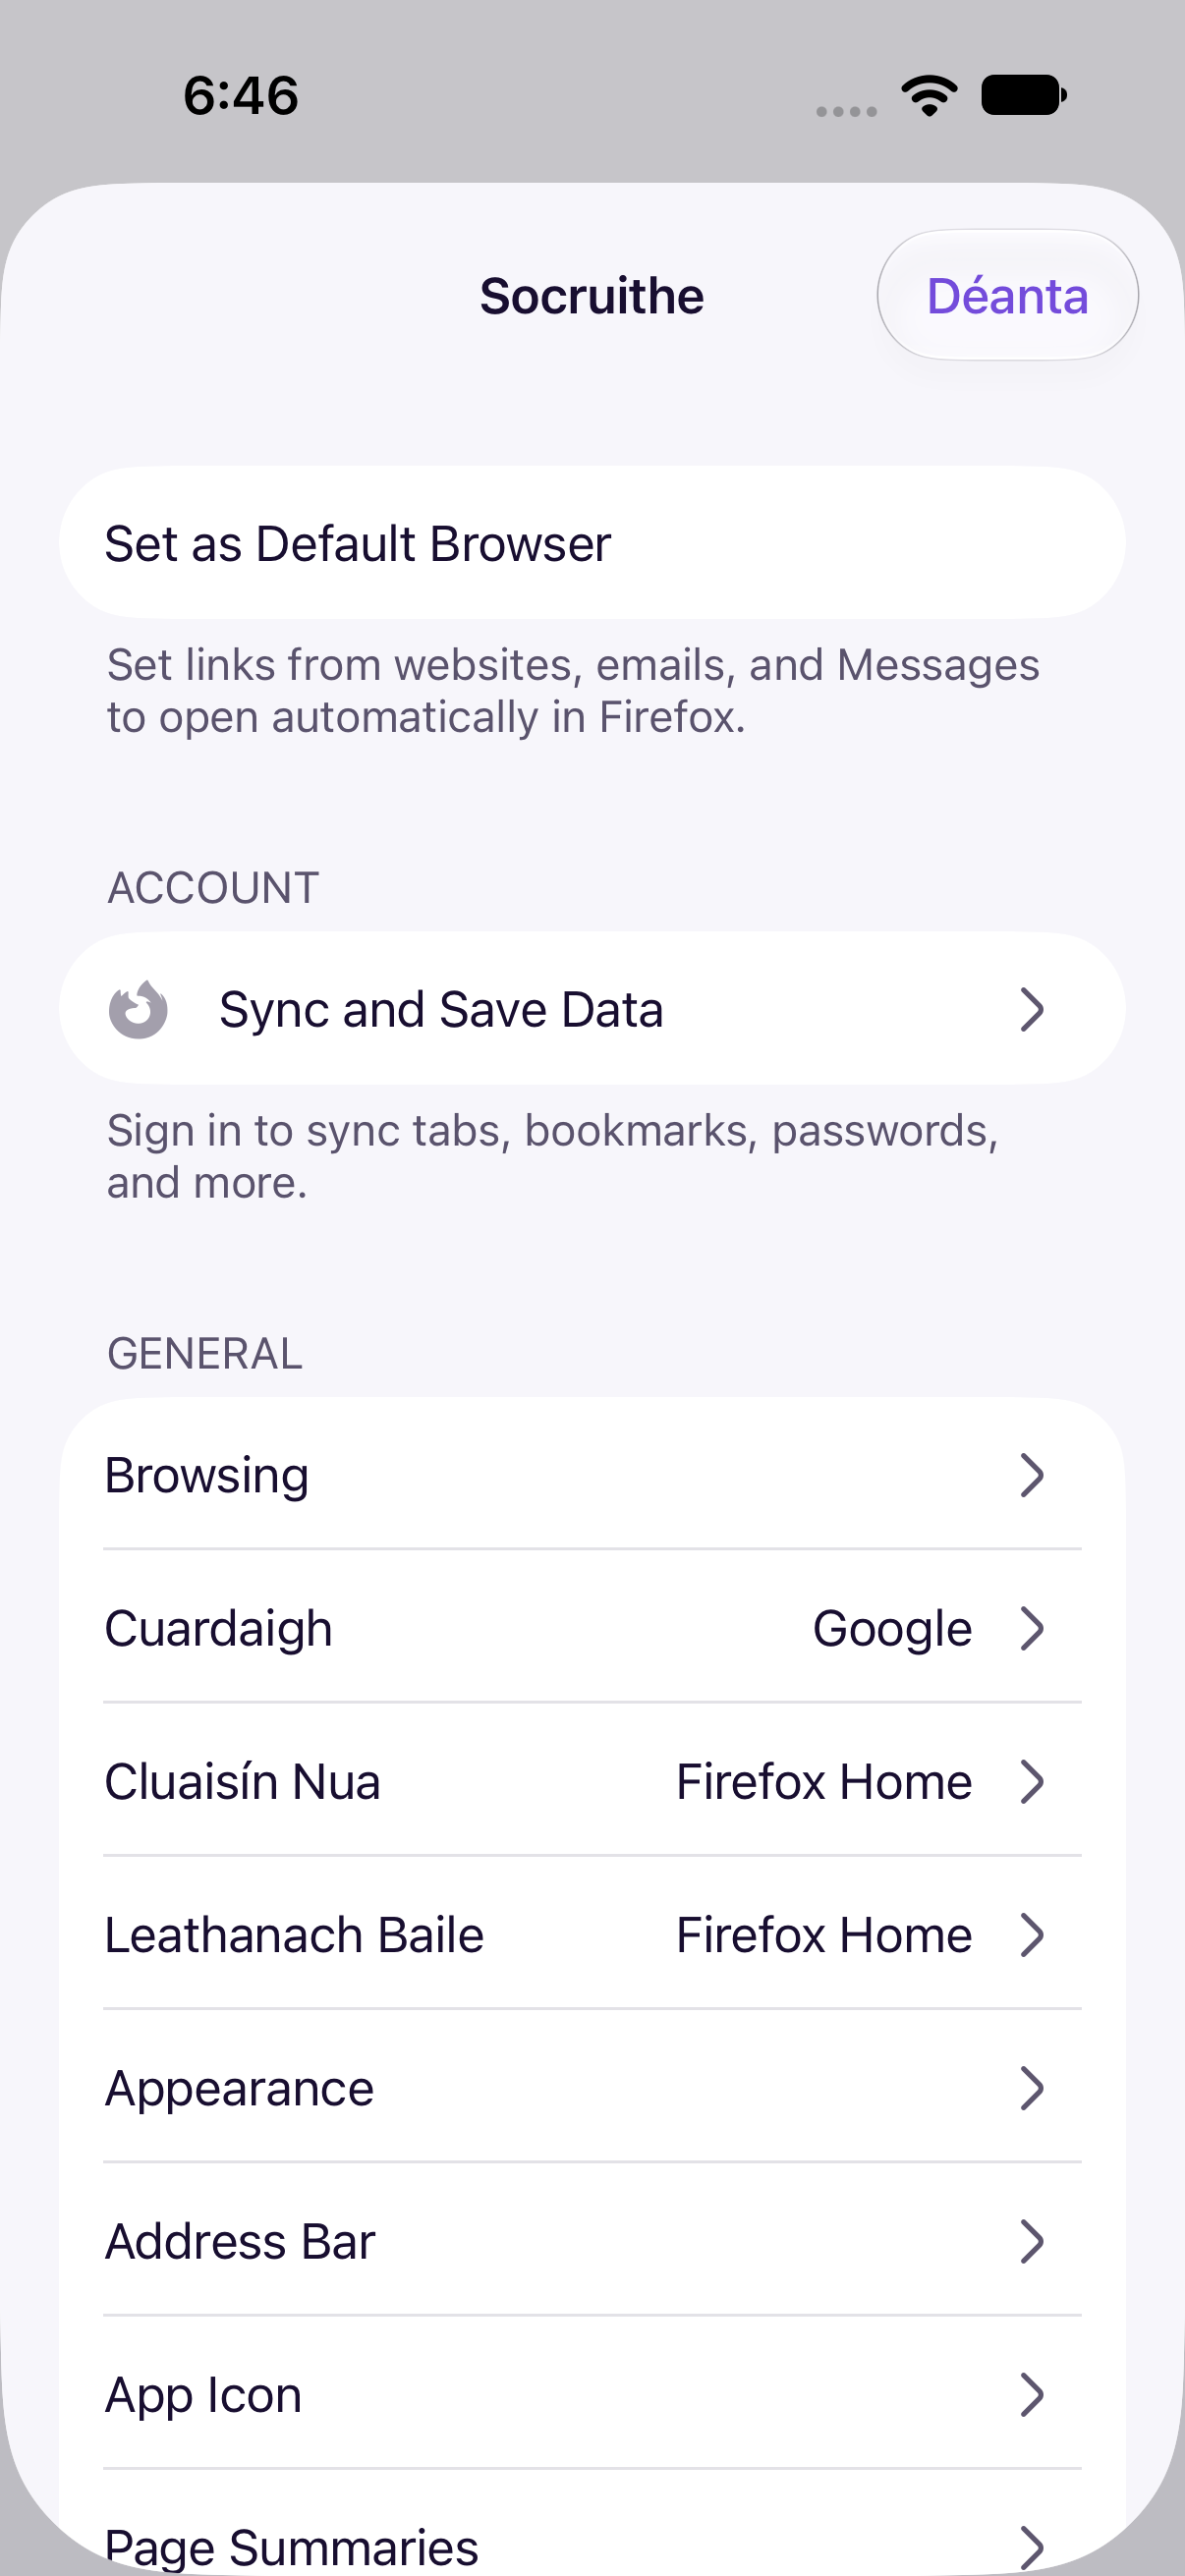 6:46
Socruithe
Déanta
Set as Default Browser
Set links from websites, emails, and Messages
to open automatically in Firefox.
ACCOUNT
Sync and Save Data
Sign in to sync tabs, bookmarks, passwords,
and more.
GENERAL
Browsing
Cuardaigh Google
Cluaisín Nua Firefox Home
Leathanach Baile Firefox Home
Appearance
Address Bar
App Icon
Page Summaries